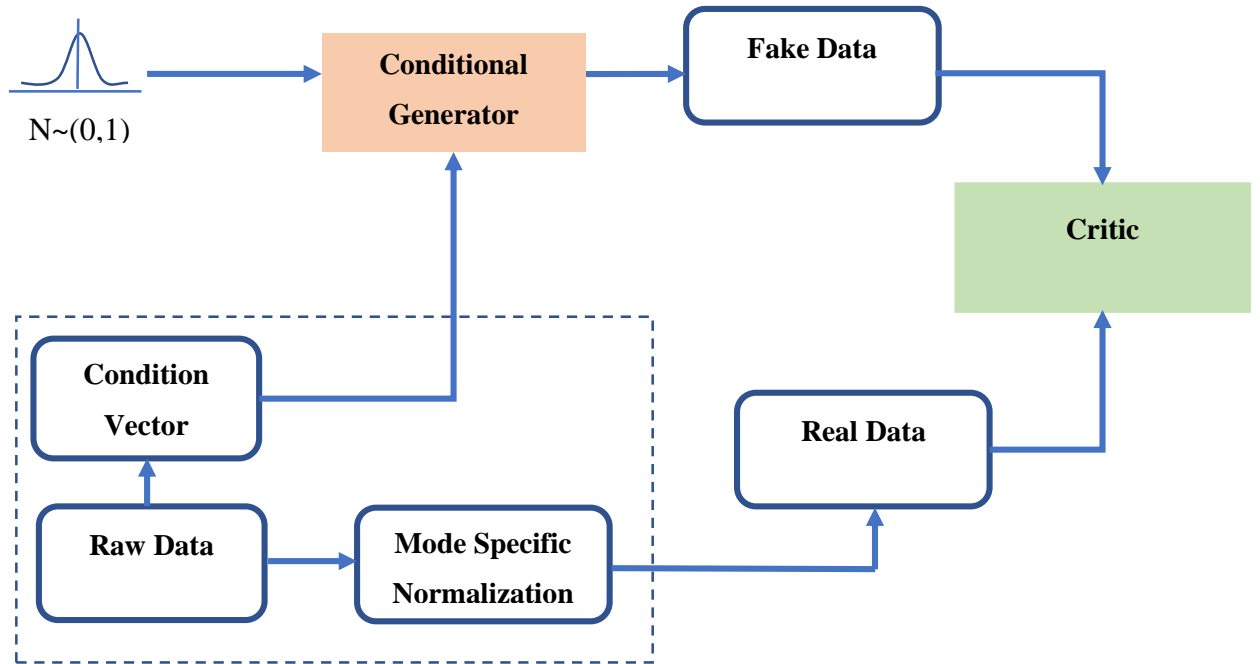 N~(0,1)
Conditional
Generator
Fake Data
Critic
Condition
Vector
Real Data
Raw Data
Mode Specific
Normalization